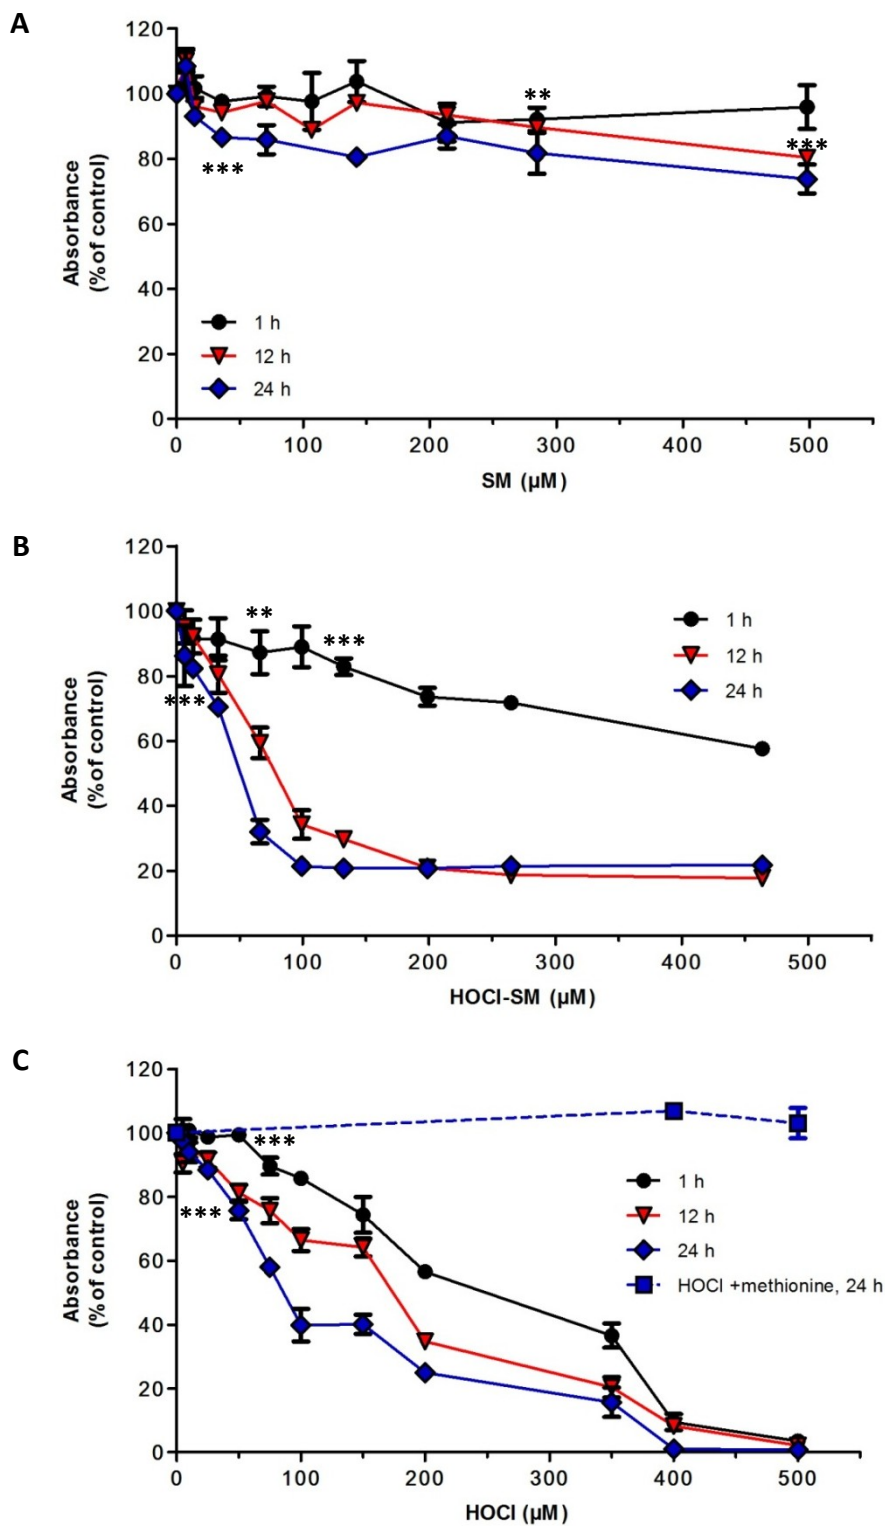 A
120
100
80
60
40
20
0
Absorbance
(% of control)
**
***
***
1 h
12 h
24 h
0 100 200 300 400 500
SM (µM)
B
120
100
80
60
40
20
0
Absorbance
(% of control)
**
***
***
1 h
12 h
24 h
0 100 200 300 400 500
HOCl-SM (µM)
C
120
100
80
60
40
20
0
Absorbance
(% of control)
***
***
1 h
12 h
24 h
HOCl +methionine, 24 h
0 100 200 300 400 500
HOCl (µM)